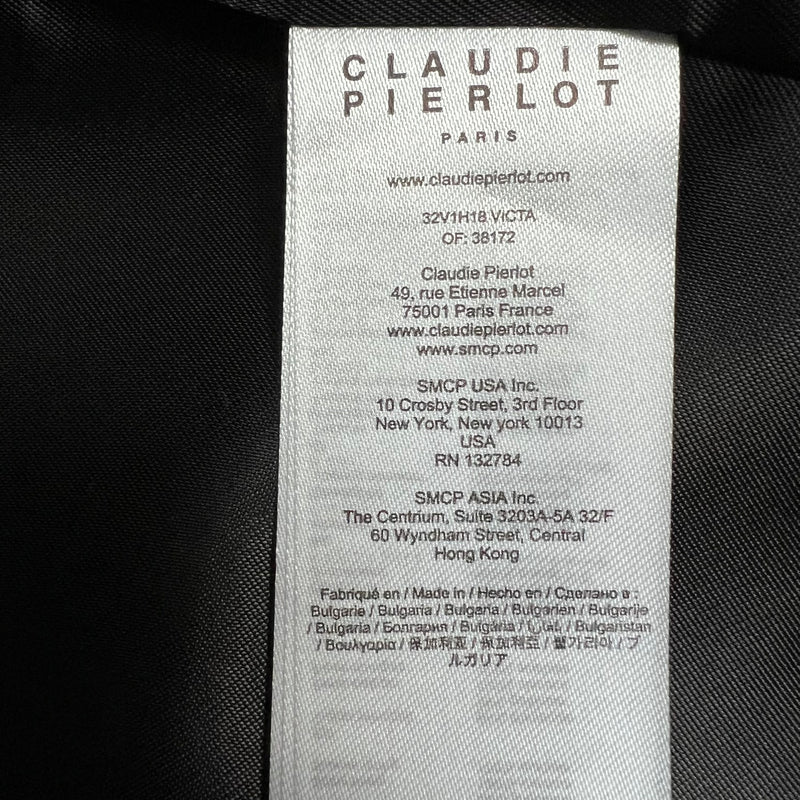 CLAUDIE
PIERLOT
PARIS
www.claudiepierlot.com
32V1H18 VICTA
OF: 38172
Claudie Pierlot
49, rue Etienne Marcel
75001 Paris France
www.claudiepierlot.com
www.smcp.com
SMCP USA Inc.
10 Crosby Street, 3rd Floor
New York, New york 10013
USA
RN 132784
SMCP ASIA Inc.
The Centrium, Suite 3203A-5A 32/F
60 Wyndham Street, Central
Hong Kong
Fabriqué en / Made in / Hecho en / Сделано в :
Bulgarie / Bulgaria / Bulgaria / Bulgarien / Bulgarije
/ Bulgaria / Болгария / Bulgária / / Bulgaristan
/ Βουλγαρία / 保加利亚 / 保加利亞 / 불가리아 / ブ
ルガリア